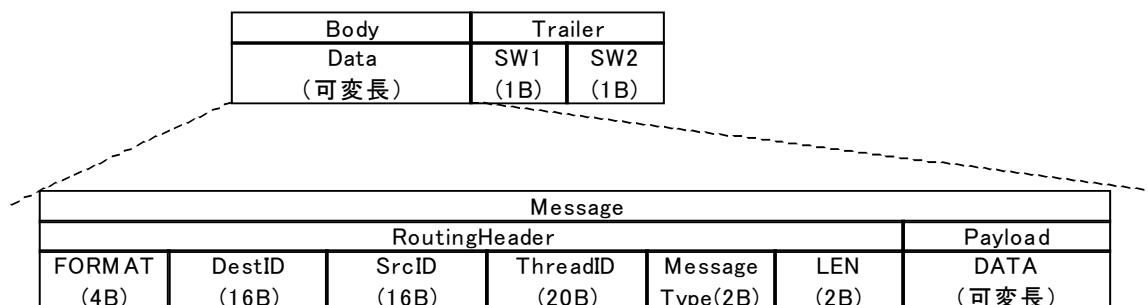 Body Trailer
Data SW1 SW2
(可変長) (1B) (1B)
Message
RoutingHeader Payload
FORMAT DestID SrcID ThreadID Message LEN DATA
(4B) (16B) (16B) (20B) Type(2B) (2B) (可変長)